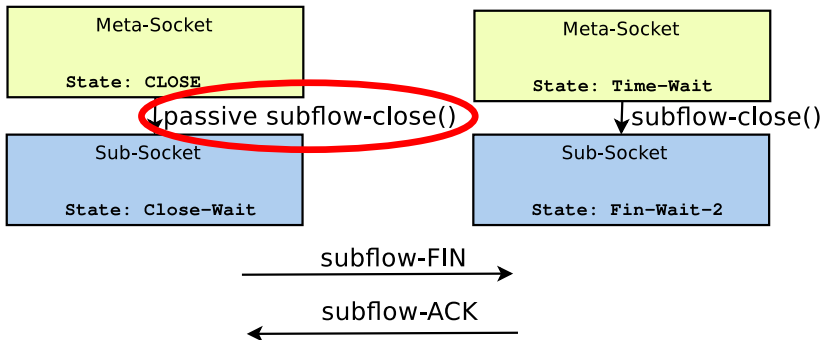 Meta-Socket
State: CLOSE
passive subflow-close()
Sub-Socket
State: Close-Wait
Meta-Socket
State: Time-Wait
subflow-close()
Sub-Socket
State: Fin-Wait-2
subflow-FIN
subflow-ACK